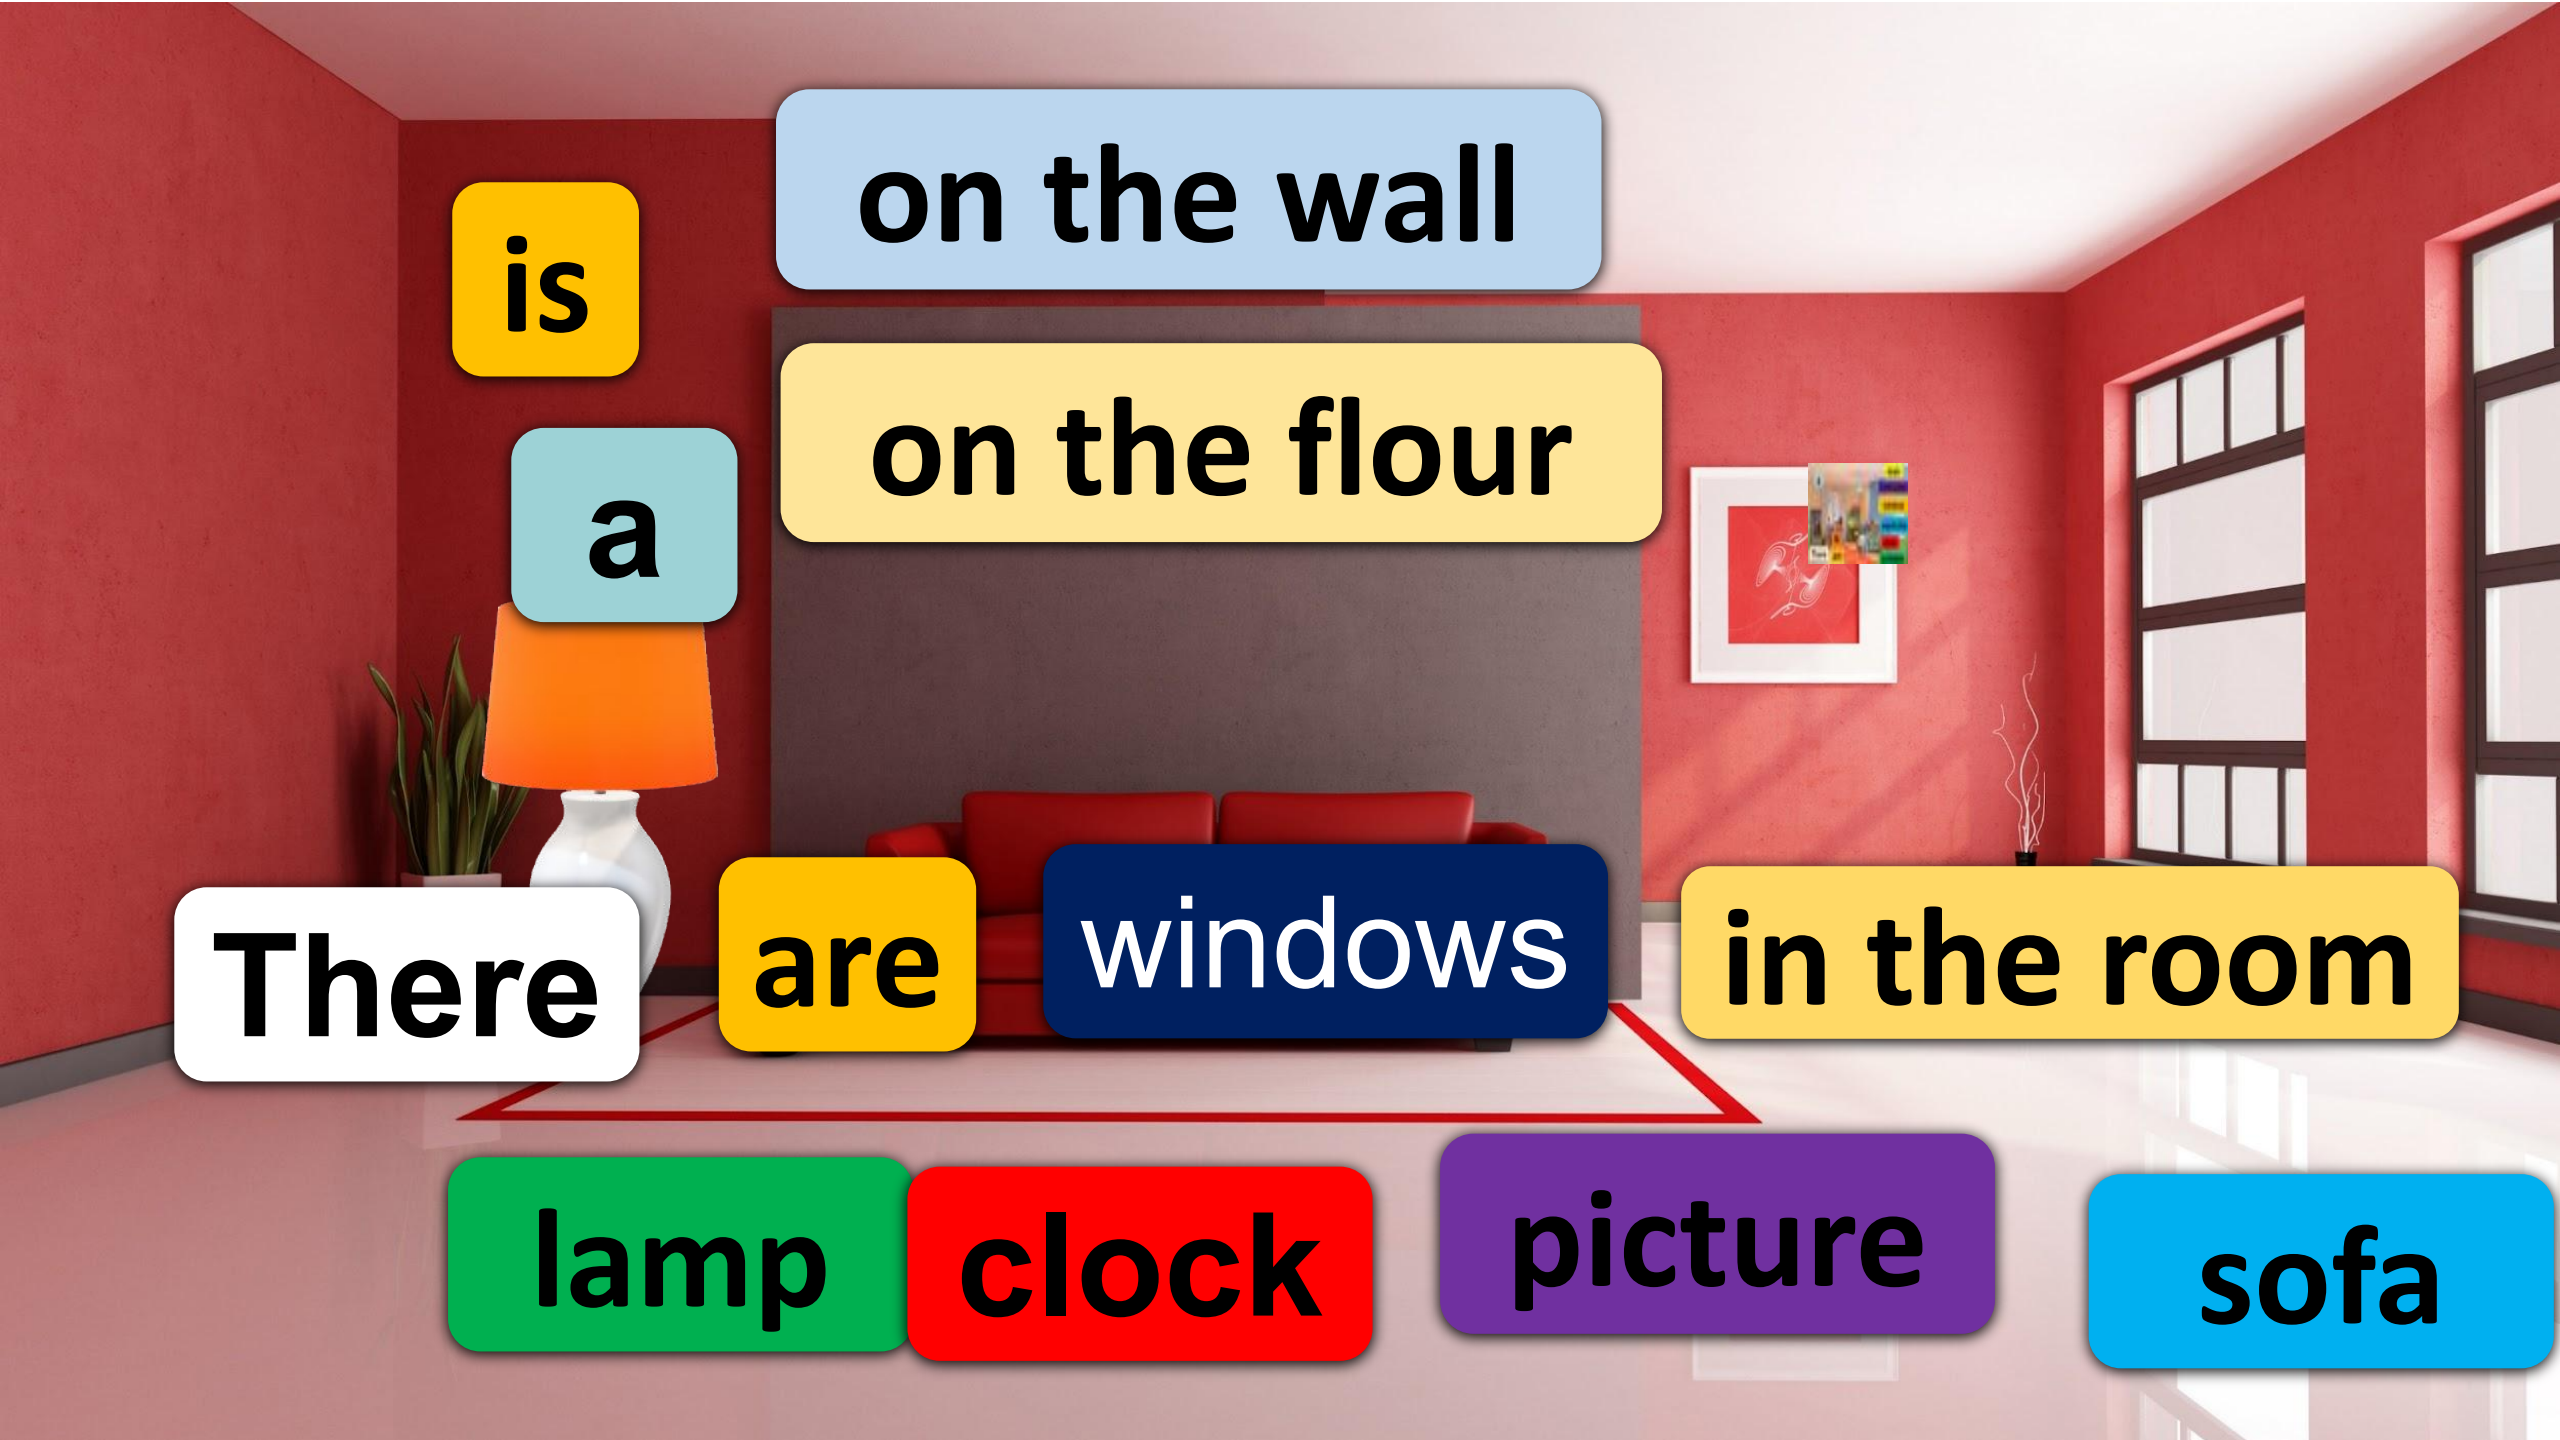 on the wall
is
on the flour
a
There are windows in the room
lamp clock picture sofa